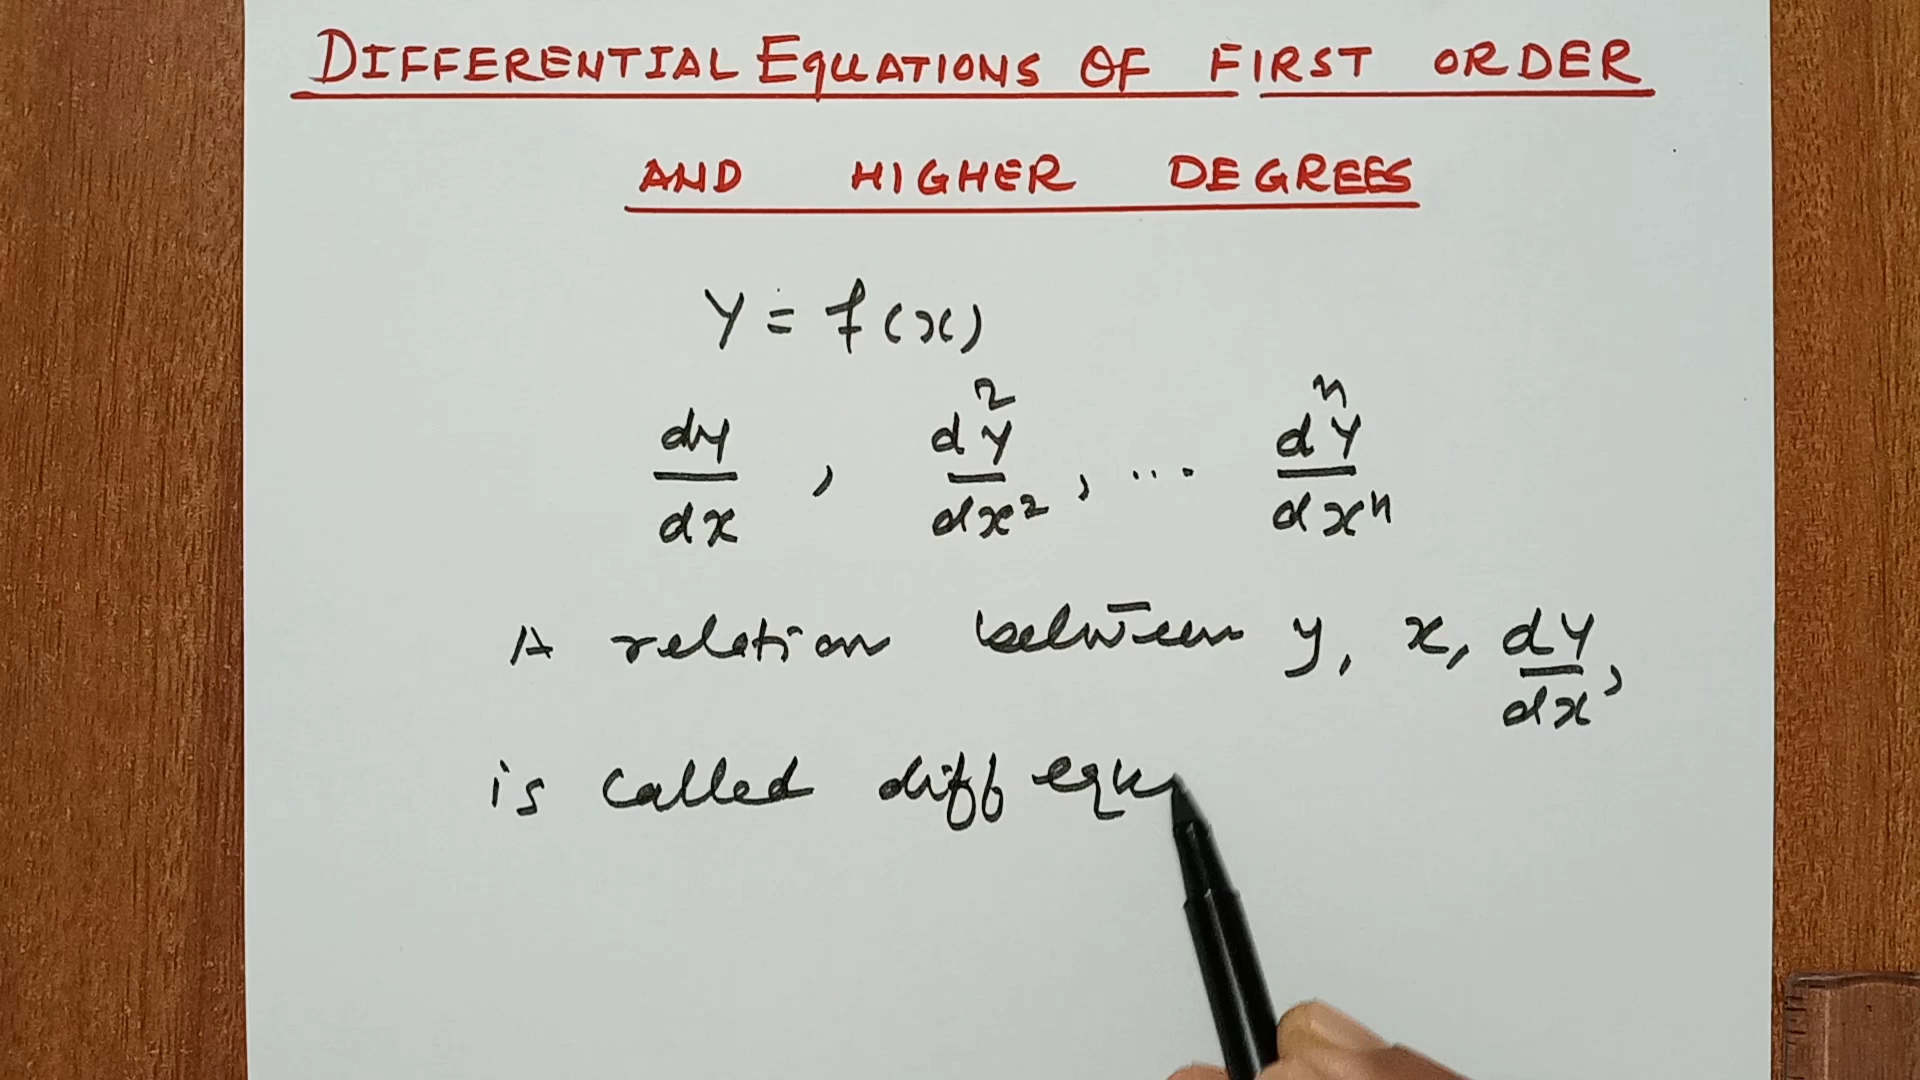 DIFFERENTIAL EQUATIONS OF FIRST ORDER
AND HIGHER DEGREES
Y = f(x)
dy/dx , d²y/dx² , ... dⁿy/dxⁿ
A relation between y, x, dy/dx,
is called diff equ